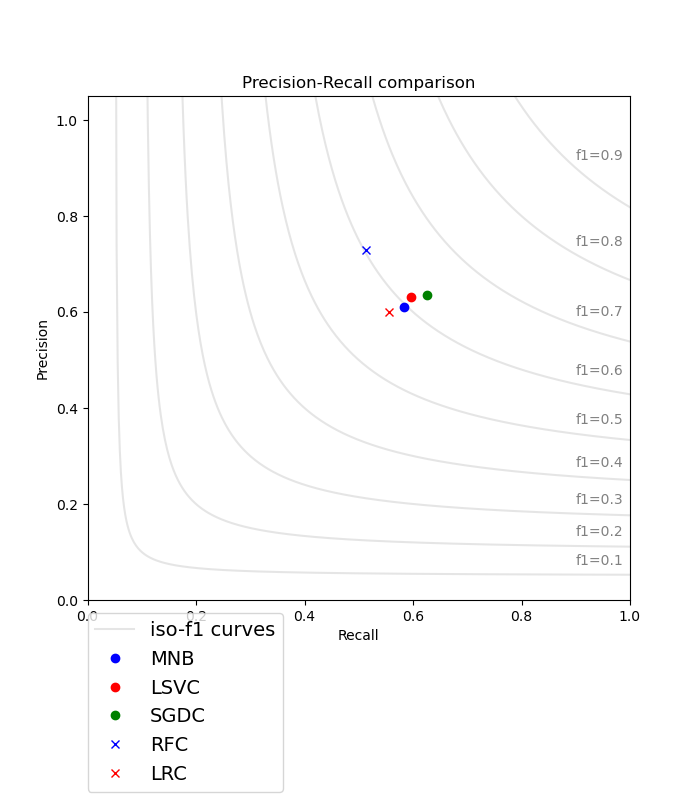 Precision-Recall comparison
1.0
0.8
0.6
0.4
0.2
0.0
Precision
f1=0.9
f1=0.8
f1=0.7
f1=0.6
f1=0.5
f1=0.4
f1=0.3
f1=0.2
f1=0.1
0.0 0.2 0.4 0.6 0.8 1.0
Recall
iso-f1 curves
MNB
LSVC
SGDC
RFC
LRC